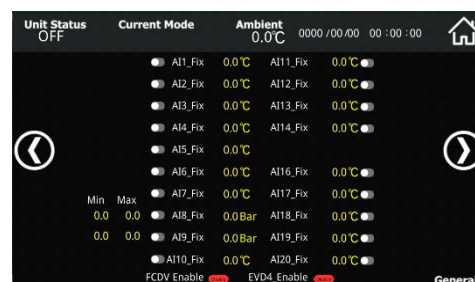 Unit Status Current Mode Ambient
OFF 0.0℃ 0000 /00 /00 00 : 00 : 00
AI1_Fix 0.0℃ AI11_Fix 0.0℃
AI2_Fix 0.0℃ AI12_Fix 0.0℃
AI3_Fix 0.0℃ AI13_Fix 0.0℃
AI4_Fix 0.0℃ AI14_Fix 0.0℃
AI5_Fix 0.0℃
AI6_Fix 0.0℃ AI16_Fix 0.0℃
Min Max AI7_Fix 0.0℃ AI17_Fix 0.0℃
0.0 0.0 AI8_Fix 0.0Bar AI18_Fix 0.0℃
0.0 0.0 AI9_Fix 0.0Bar AI19_Fix 0.0℃
AI10_Fix 0.0℃ AI20_Fix 0.0℃
FCDV Enable EVD4_Enable Genera